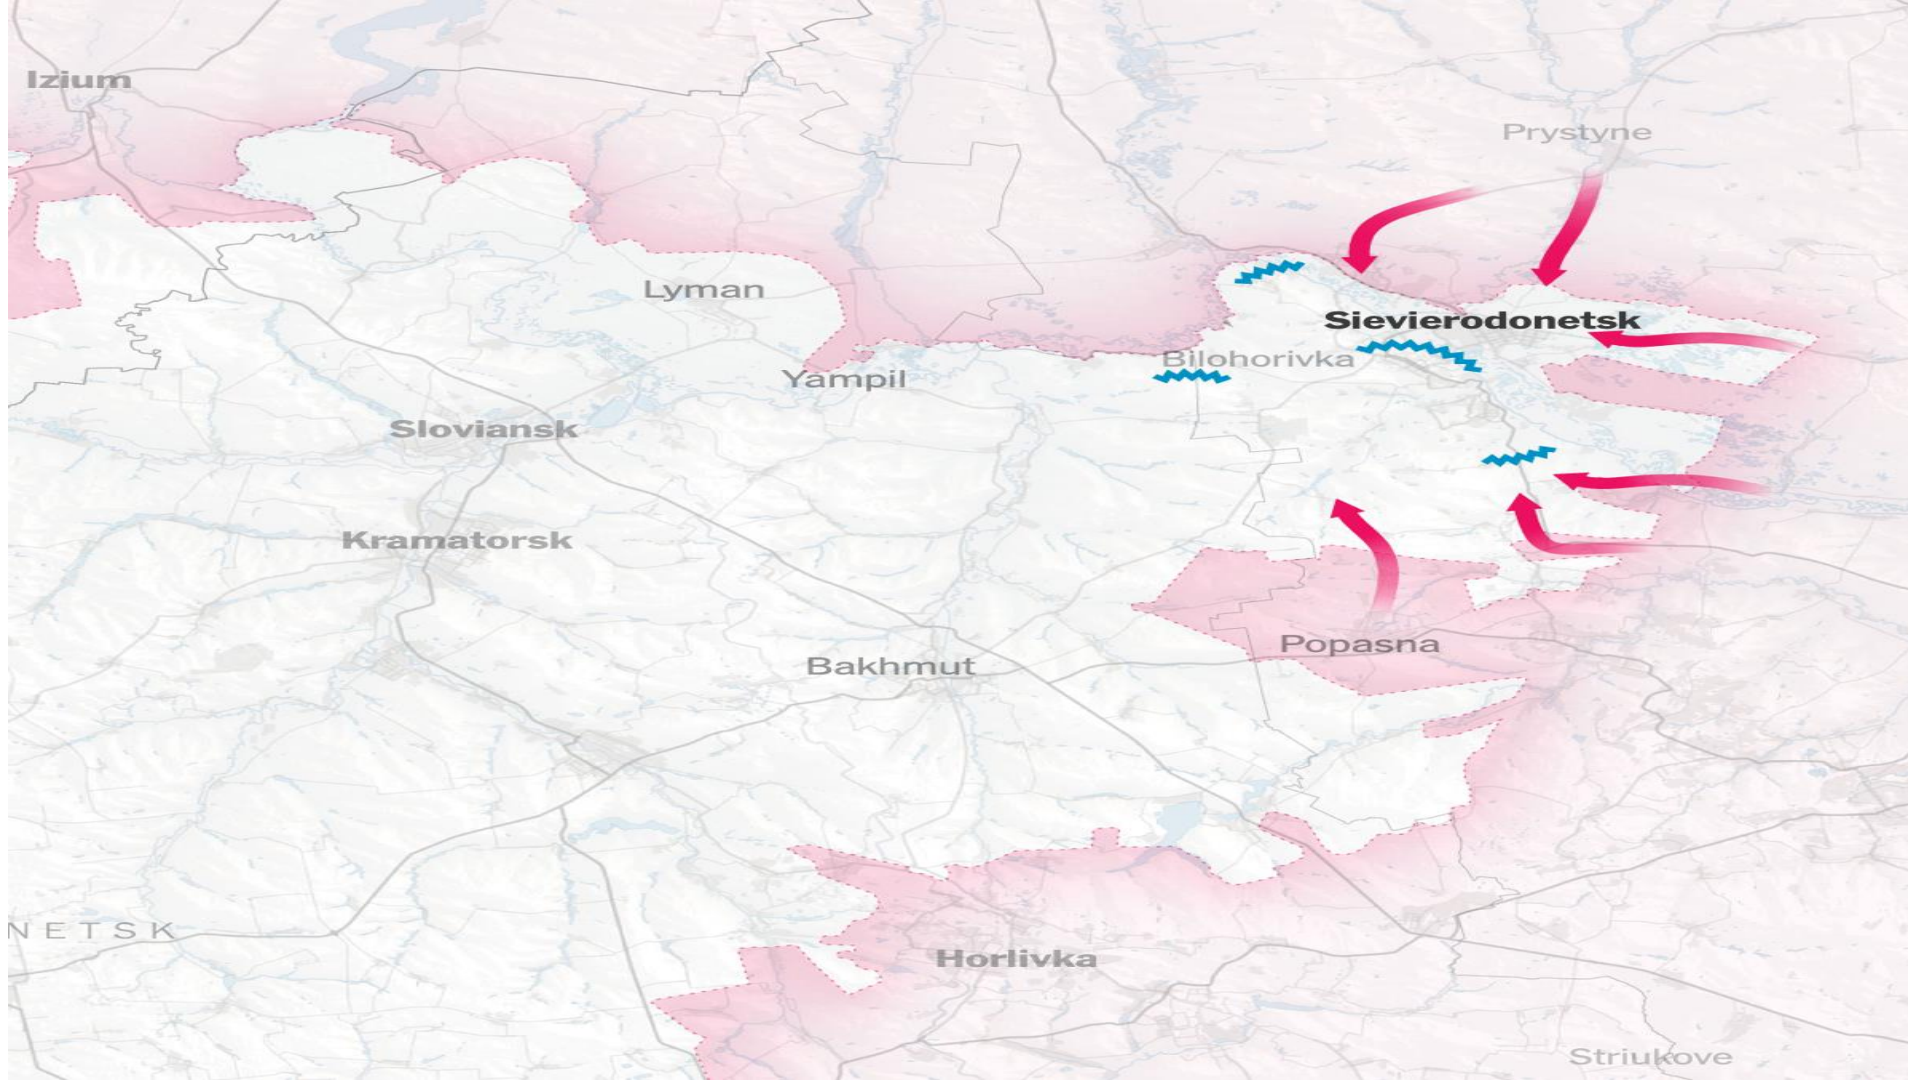 Izium
Prystyne
Lyman
Sievierodonetsk
Bilohorivka
Yampil
Sloviansk
Kramatorsk
Popasna
Bakhmut
NETSK
Horlivka
Striukove